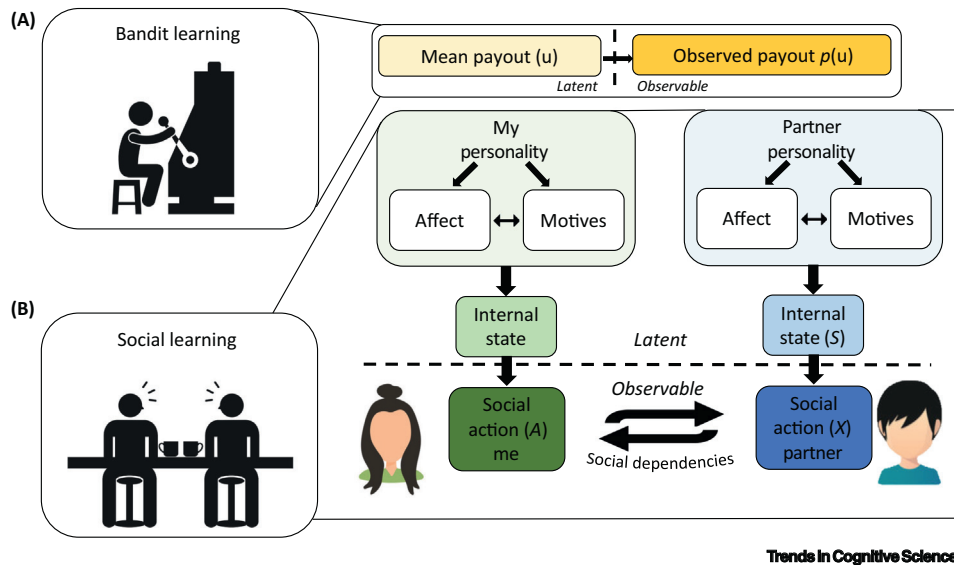 (A)
Bandit learning
Mean payout (u)
Observed payout p(u)
Latent
Observable
My
personality
Affect
Motives
Partner
personality
Affect
Motives
(B)
Social learning
Internal
state
Latent
Internal
state (S)
Observable
Social
action (A)
me
Social dependencies
Social
action (X)
partner
Trends in Cognitive Science